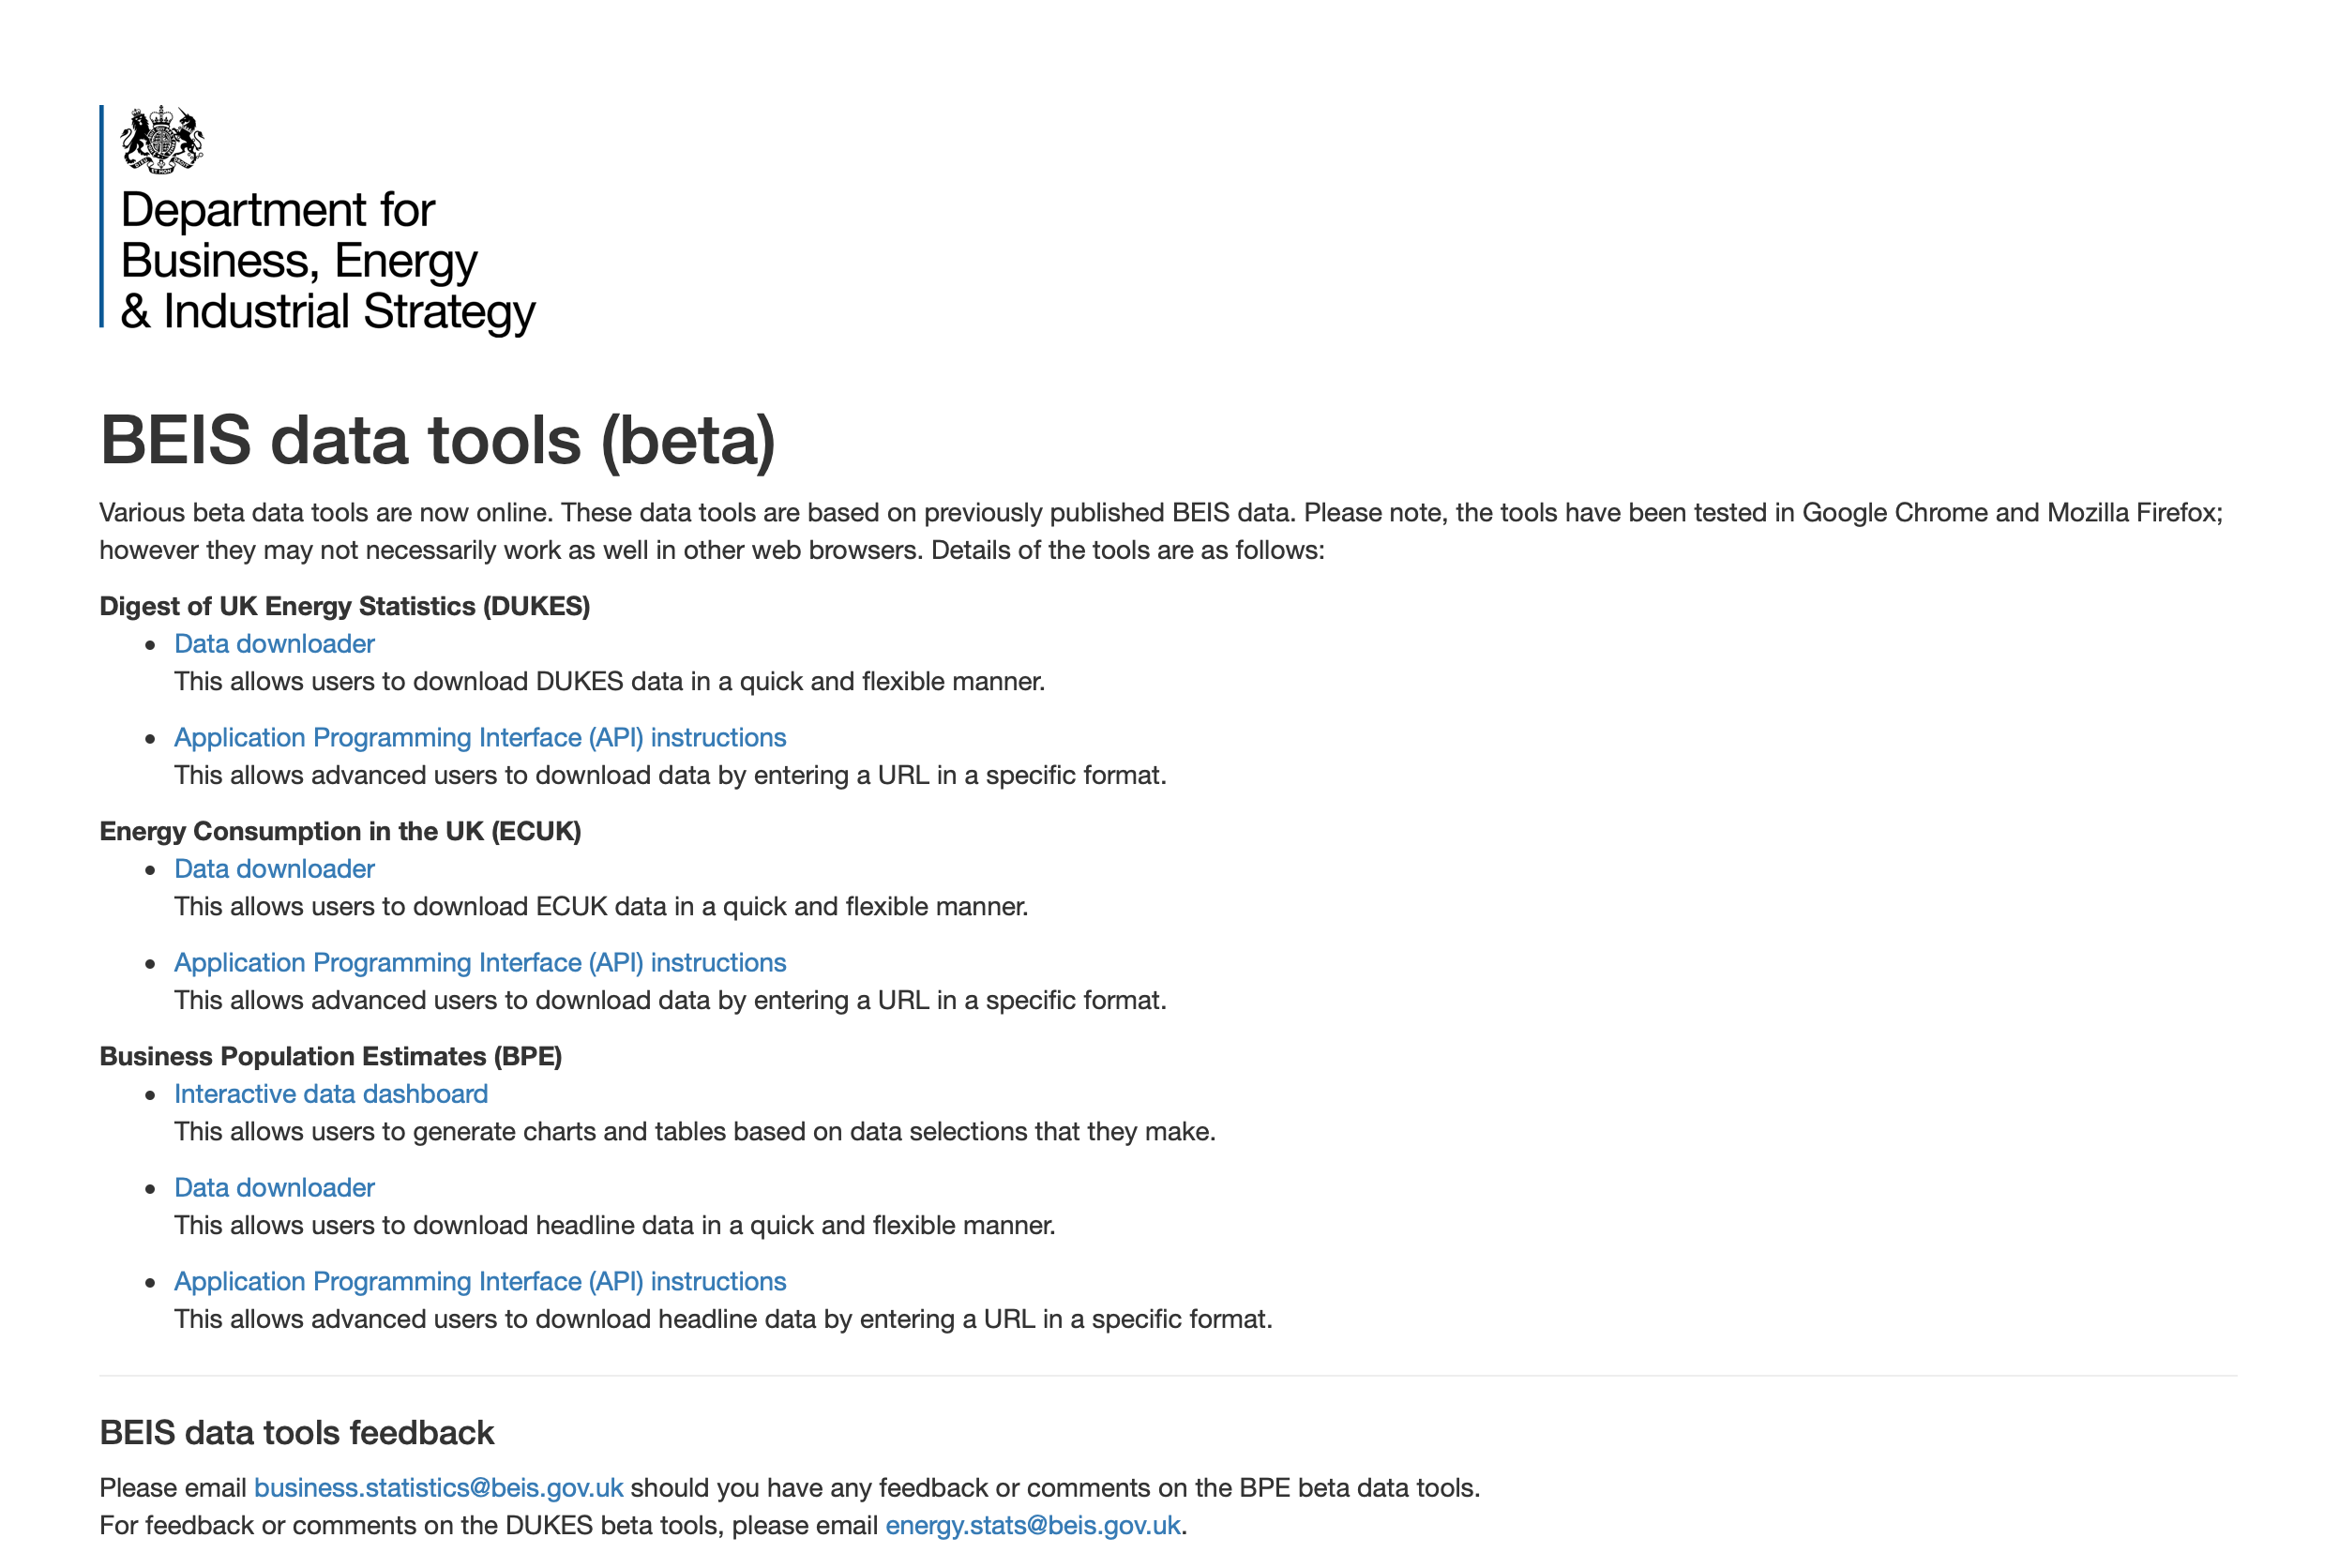 Department for
Business, Energy
& Industrial Strategy
BEIS data tools (beta)
Various beta data tools are now online. These data tools are based on previously published BEIS data. Please note, the tools have been tested in Google Chrome and Mozilla Firefox;
however they may not necessarily work as well in other web browsers. Details of the tools are as follows:
Digest of UK Energy Statistics (DUKES)
• Data downloader
This allows users to download DUKES data in a quick and flexible manner.
• Application Programming Interface (API) instructions
This allows advanced users to download data by entering a URL in a specific format.
Energy Consumption in the UK (ECUK)
• Data downloader
This allows users to download ECUK data in a quick and flexible manner.
• Application Programming Interface (API) instructions
This allows advanced users to download data by entering a URL in a specific format.
Business Population Estimates (BPE)
• Interactive data dashboard
This allows users to generate charts and tables based on data selections that they make.
• Data downloader
This allows users to download headline data in a quick and flexible manner.
• Application Programming Interface (API) instructions
This allows advanced users to download headline data by entering a URL in a specific format.
BEIS data tools feedback
Please email business.statistics@beis.gov.uk should you have any feedback or comments on the BPE beta data tools.
For feedback or comments on the DUKES beta tools, please email energy.stats@beis.gov.uk.